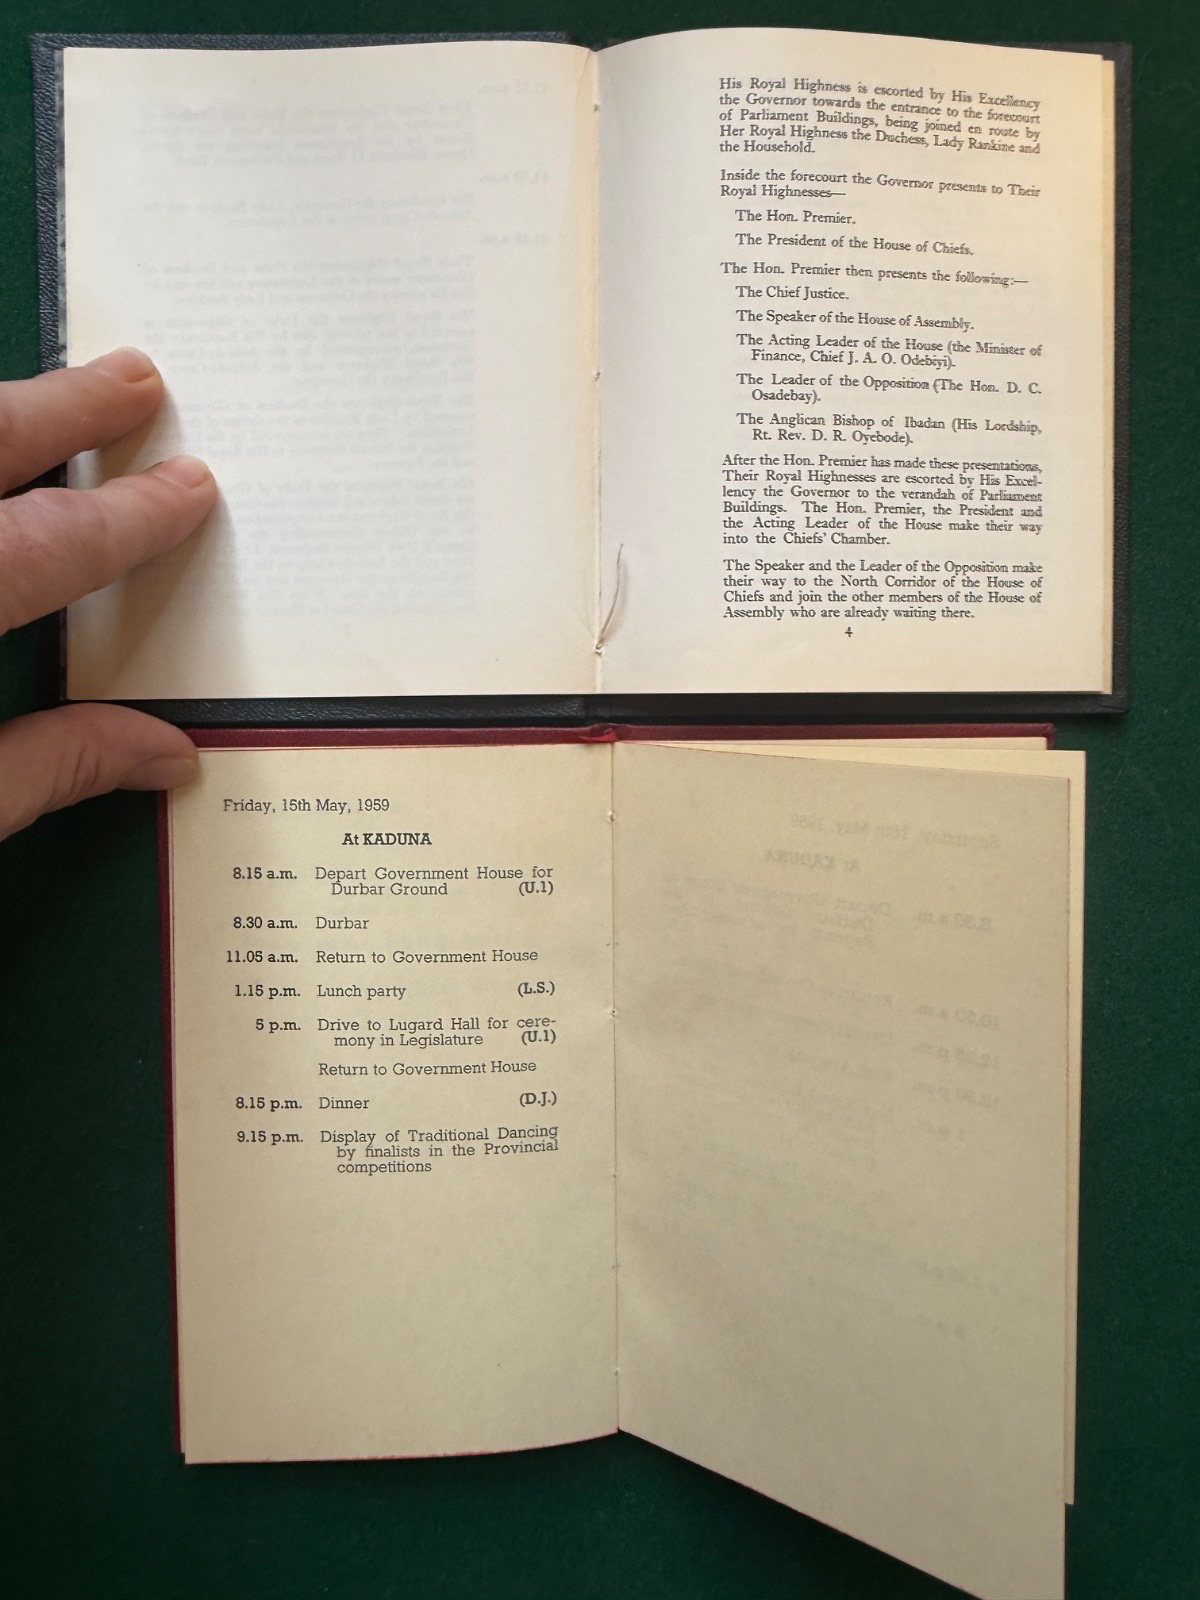 His Royal Highness is escorted by His Excellency
the Governor towards the entrance to the forecourt
of Parliament Buildings, being joined en route by
Her Royal Highness the Duchess, Lady Rankine and
the Household.
Inside the forecourt the Governor presents to Their
Royal Highnesses—
The Hon. Premier.
The President of the House of Chiefs.
The Hon. Premier then presents the following:—
The Chief Justice.
The Speaker of the House of Assembly.
The Acting Leader of the House (the Minister of
Finance, Chief J. A. O. Odebiyi).
The Leader of the Opposition (The Hon. D. C.
Osadebay).
The Anglican Bishop of Ibadan (His Lordship,
Rt. Rev. D. R. Oyebode).
After the Hon. Premier has made these presentations,
Their Royal Highnesses are escorted by His Excel-
lency the Governor to the verandah of Parliament
Buildings. The Hon. Premier, the President and
the Acting Leader of the House make their way
into the Chiefs' Chamber.
The Speaker and the Leader of the Opposition make
their way to the North Corridor of the House of
Chiefs and join the other members of the House of
Assembly who are already waiting there.
4
Friday, 15th May, 1959
At KADUNA
8.15 a.m. Depart Government House for
Durbar Ground (U.1)
8.30 a.m. Durbar
11.05 a.m. Return to Government House
1.15 p.m. Lunch party (L.S.)
5 p.m. Drive to Lugard Hall for cere-
mony in Legislature (U.1)
Return to Government House
8.15 p.m. Dinner (D.J.)
9.15 p.m. Display of Traditional Dancing
by finalists in the Provincial
competitions